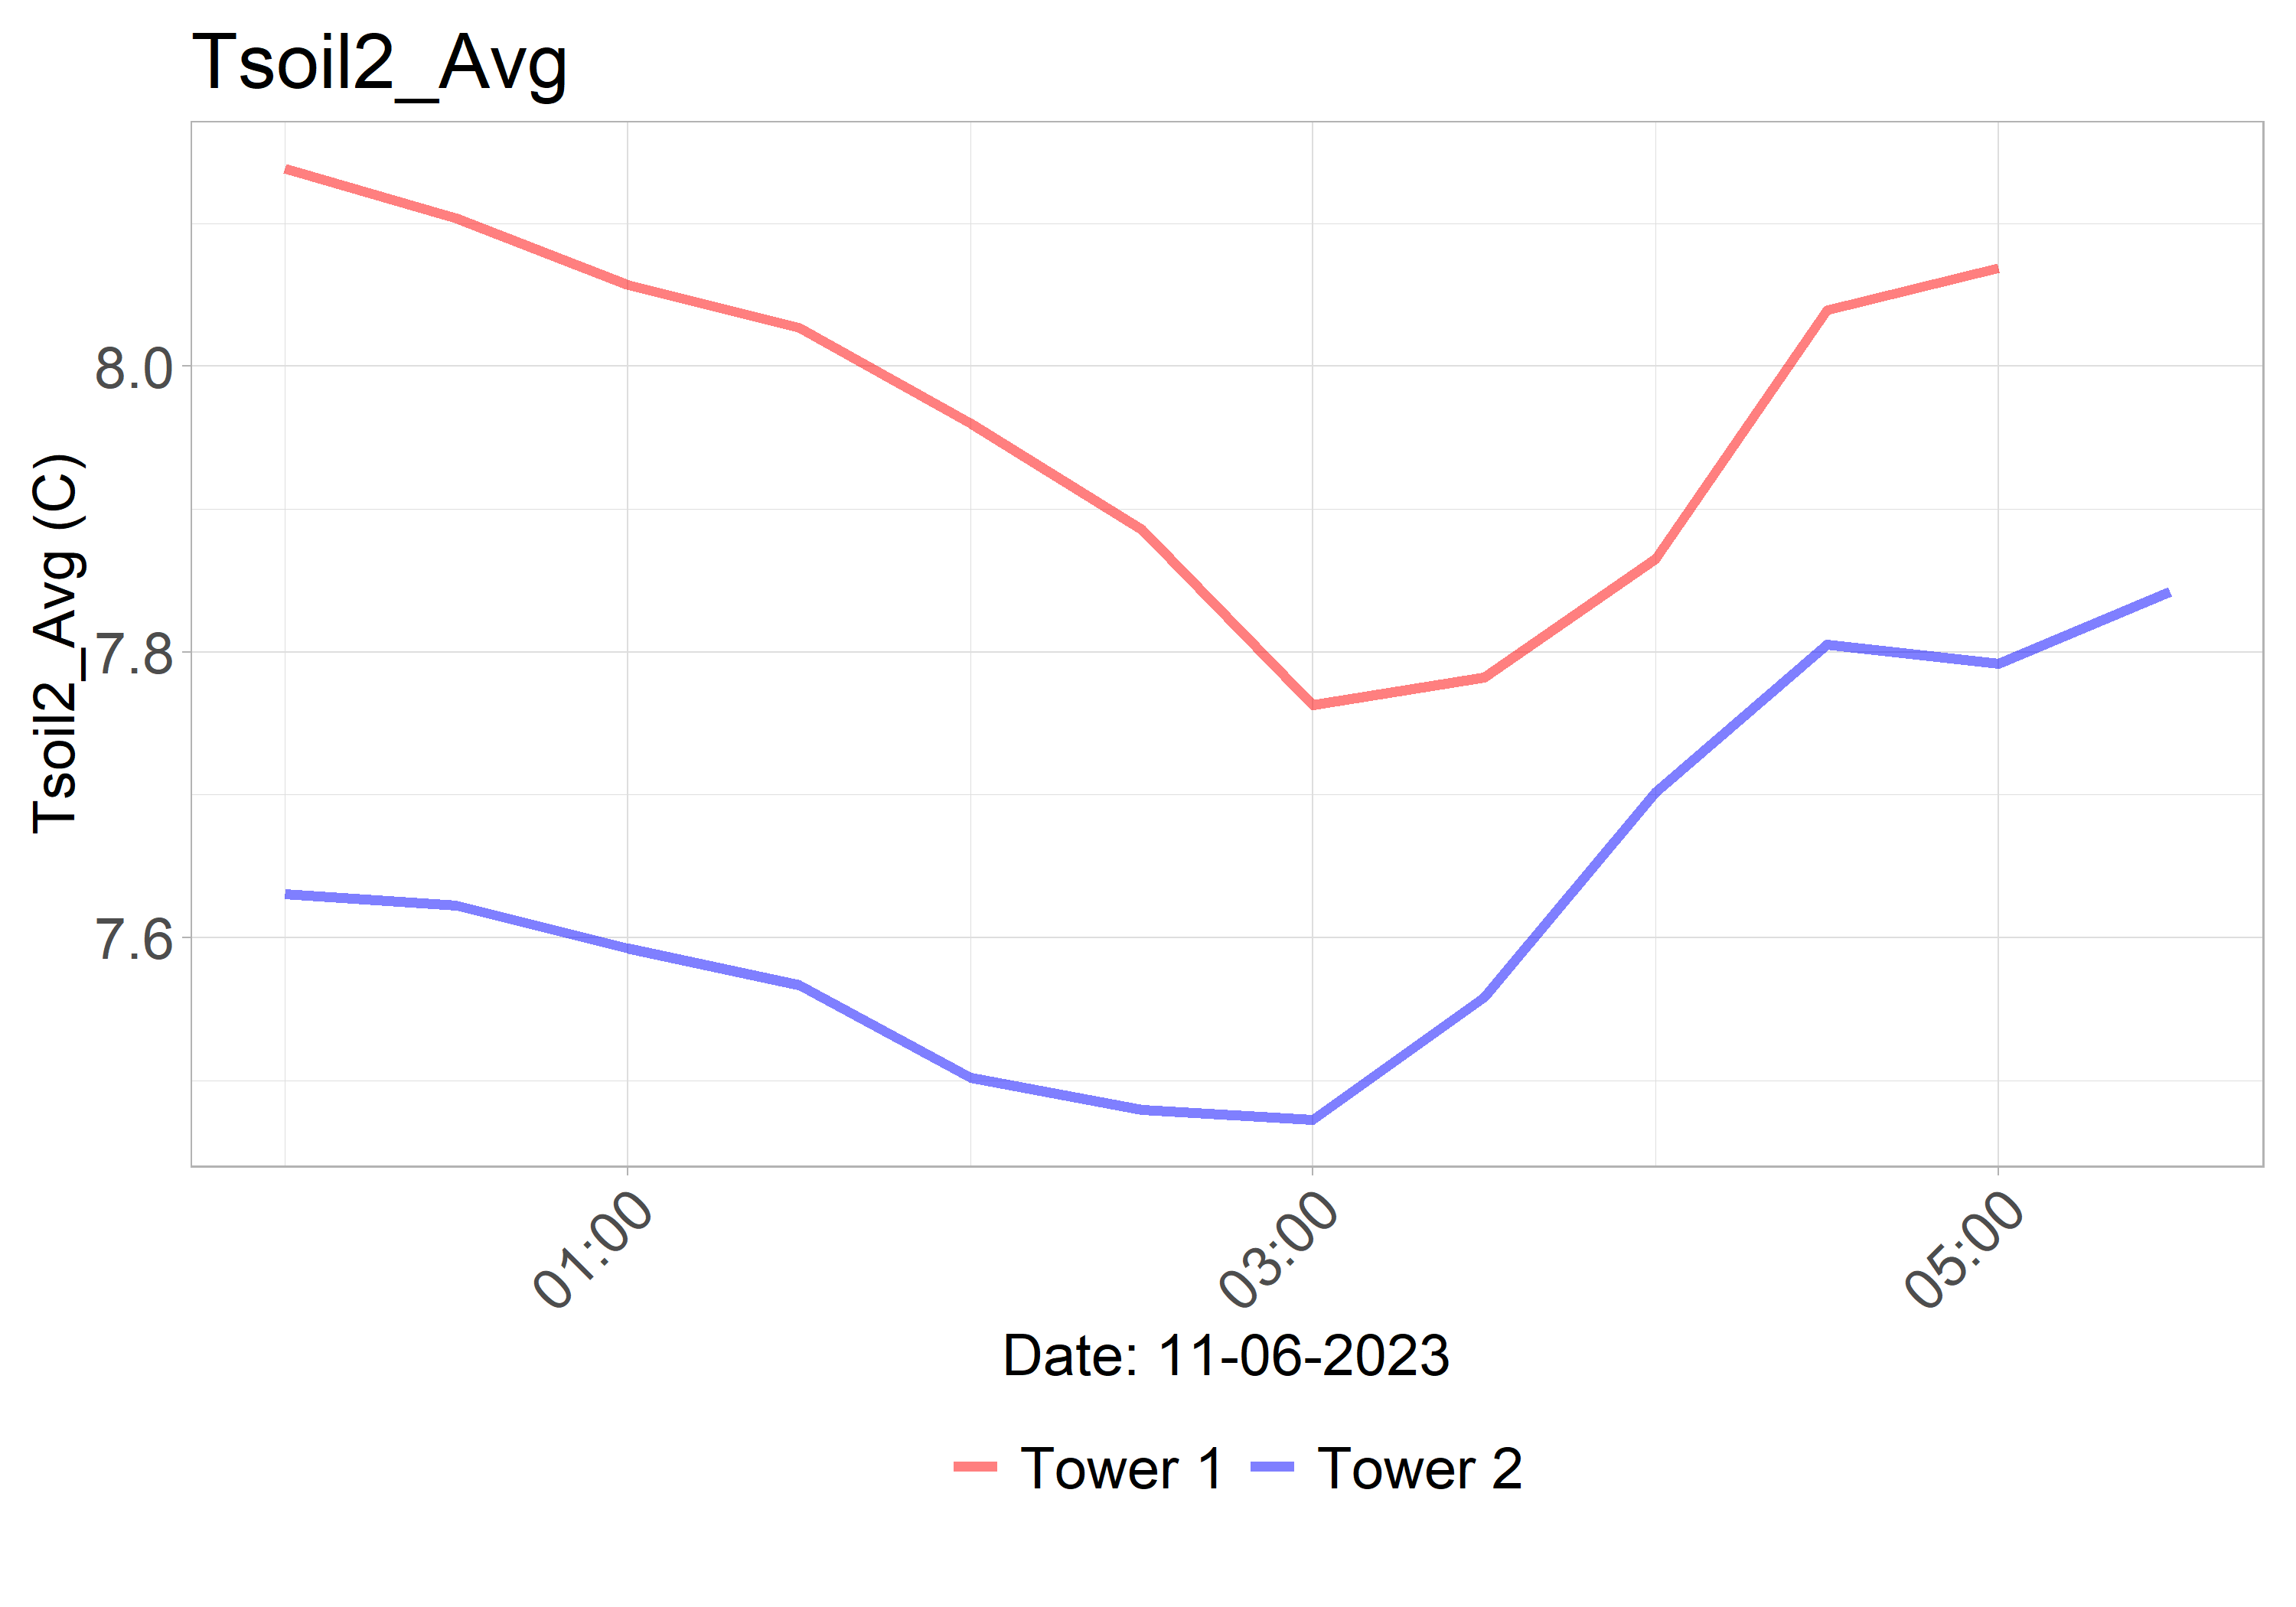 Tsoil2_Avg
Tsoil2_Avg (C)
8.0
7.8
7.6
01:00
03:00
05:00
Date: 11-06-2023
Tower 1
Tower 2